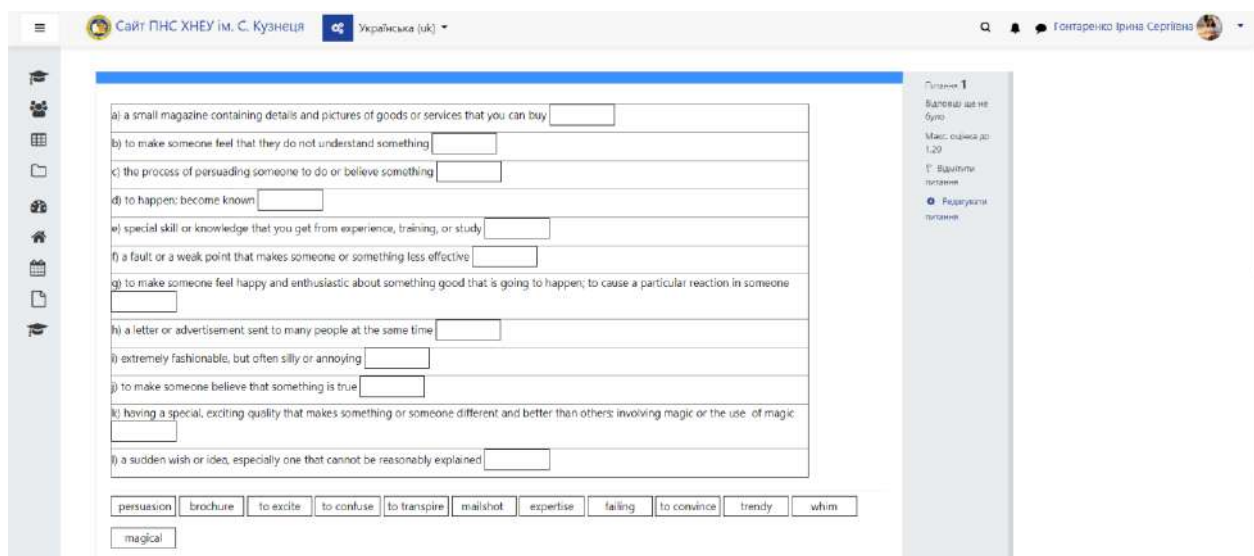 Сайт ПНС ХНЕУ ім. С. Кузнеця
Українська (uk)
Гонтаренко Ірина Сергіївна
Питання 1
Відповіді ще не було
Макс. оцінка до 1.20
Відмітити питання
Редагувати питання
a) a small magazine containing details and pictures of goods or services that you can buy
b) to make someone feel that they do not understand something
c) the process of persuading someone to do or believe something
d) to happen; become known
e) special skill or knowledge that you get from experience, training, or study
f) a fault or a weak point that makes someone or something less effective
g) to make someone feel happy and enthusiastic about something good that is going to happen; to cause a particular reaction in someone
h) a letter or advertisement sent to many people at the same time
i) extremely fashionable, but often silly or annoying
j) to make someone believe that something is true
k) having a special, exciting quality that makes something or someone different and better than others; involving magic or the use of magic
l) a sudden wish or idea, especially one that cannot be reasonably explained
persuasion brochure to excite to confuse to transpire mailshot expertise failing to convince trendy whim
magical